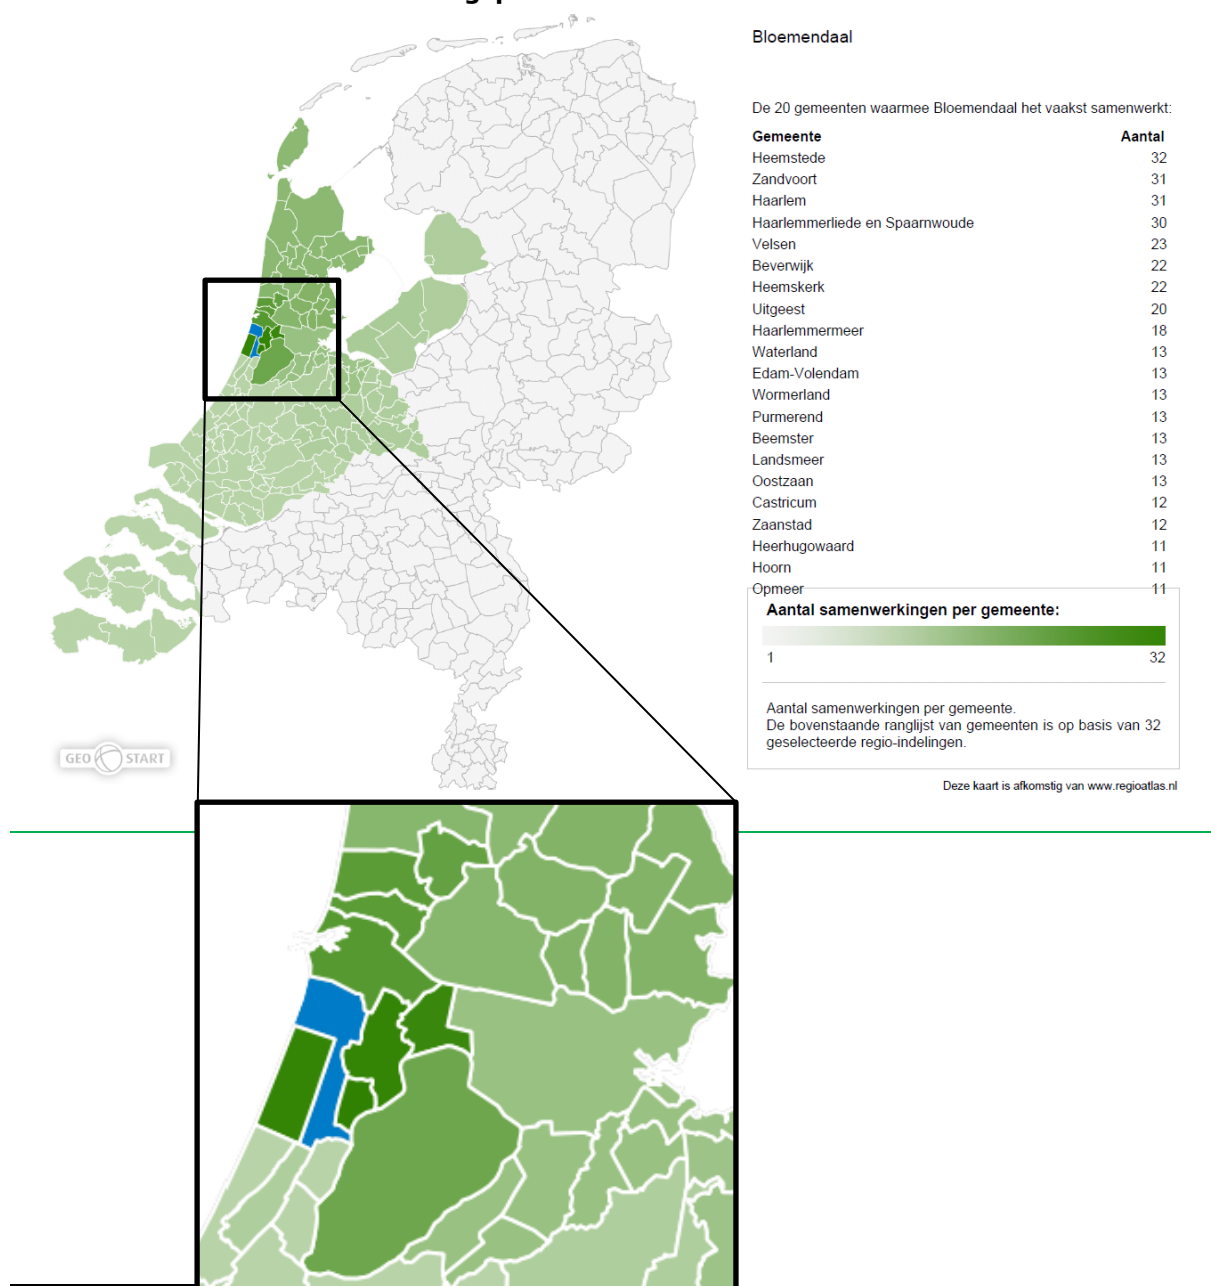 Bloemendaal
De 20 gemeenten waarmee Bloemendaal het vaakst samenwerkt:
Gemeente Aantal
Heemstede 32
Zandvoort 31
Haarlem 31
Haarlemmerliede en Spaarnwoude 30
Velsen 23
Beverwijk 22
Heemskerk 22
Uitgeest 20
Haarlemmermeer 18
Waterland 13
Edam-Volendam 13
Wormerland 13
Purmerend 13
Beemster 13
Landsmeer 13
Oostzaan 13
Castricum 12
Zaanstad 12
Heerhugowaard 11
Hoorn 11
Opmeer 11
Aantal samenwerkingen per gemeente:
1 32
Aantal samenwerkingen per gemeente.
De bovenstaande ranglijst van gemeenten is op basis van 32
geselecteerde regio-indelingen.
GEO START
Deze kaart is afkomstig van www.regioatlas.nl